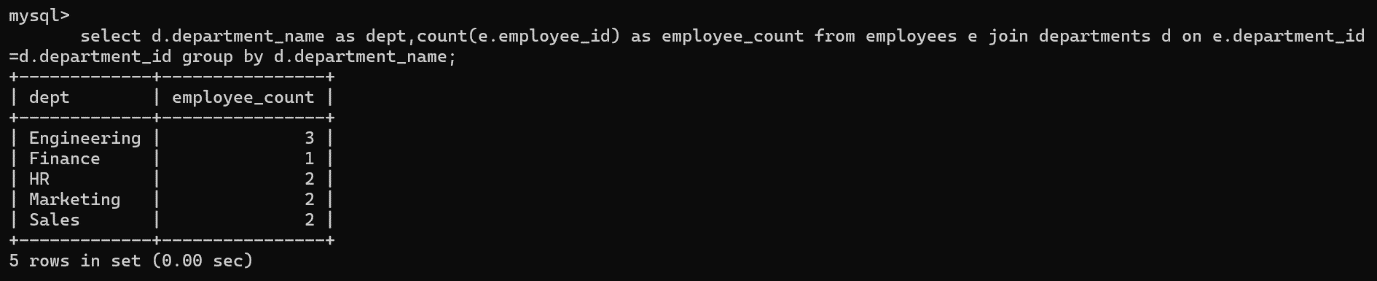 mysql>
       select d.department_name as dept,count(e.employee_id) as employee_count from employees e join departments d on e.department_id
=d.department_id group by d.department_name;
+-------------+----------------+
| dept        | employee_count |
+-------------+----------------+
| Engineering |              3 |
| Finance     |              1 |
| HR          |              2 |
| Marketing   |              2 |
| Sales       |              2 |
+-------------+----------------+
5 rows in set (0.00 sec)